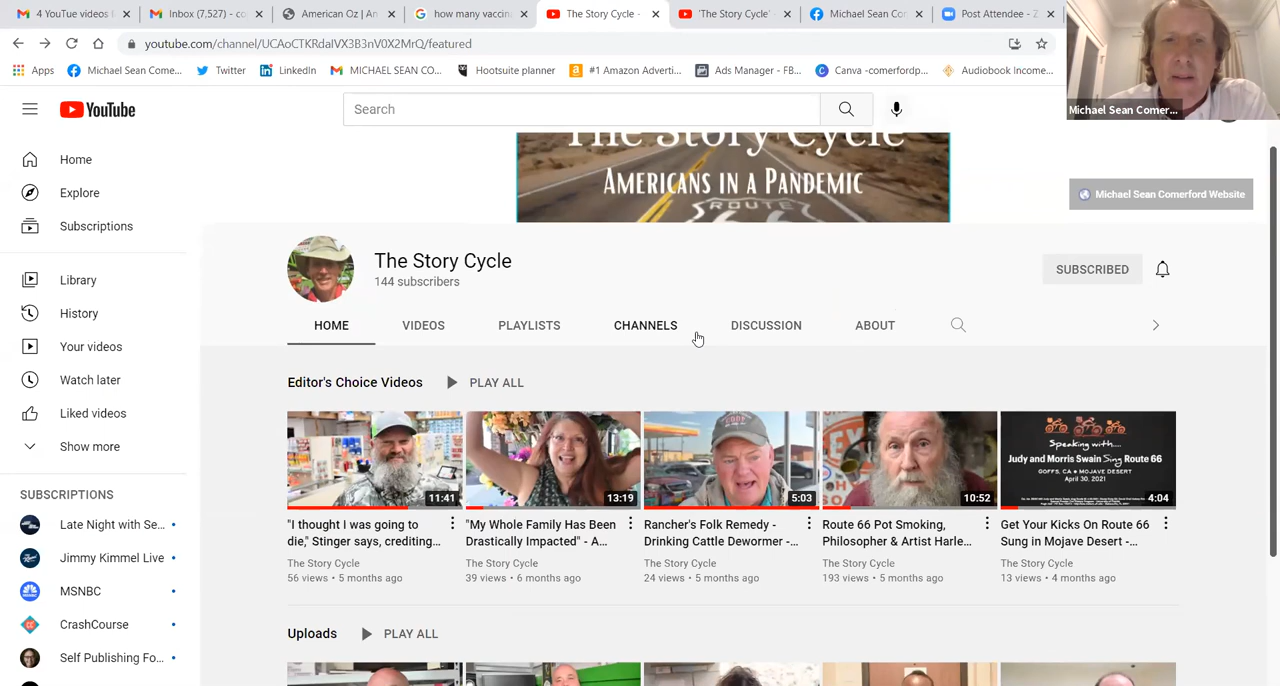 4 YouTue videos
Inbox (7,527) - co
American Oz | An
how many vaccin
The Story Cycle -
'The Story Cycle' -
Michael Sean Co
Post Attendee - Z
youtube.com/channel/UCAoCTKRdaIVX3B3nV0X2MrQ/featured
Apps
Michael Sean Come...
Twitter
LinkedIn
MICHAEL SEAN CO...
Hootsuite planner
#1 Amazon Adverti...
Ads Manager - FB...
Canva -comerfordp...
Audiobook Income...
Michael Sean Comer...
YouTube
Search
The Story Cycle
AMERICANS IN A PANDEMIC
ROUTE
Michael Sean Comerford Website
Home
Explore
Subscriptions
Library
History
Your videos
Watch later
Liked videos
Show more
SUBSCRIPTIONS
Late Night with Se...
Jimmy Kimmel Live
MSNBC
CrashCourse
Self Publishing Fo...
The Story Cycle
144 subscribers
SUBSCRIBED
HOME
VIDEOS
PLAYLISTS
CHANNELS
DISCUSSION
ABOUT
Editor's Choice Videos
PLAY ALL
11:41
"I thought I was going to
die," Stinger says, crediting...
The Story Cycle
56 views • 5 months ago
13:19
"My Whole Family Has Been
Drastically Impacted" - A...
The Story Cycle
39 views • 6 months ago
5:03
Rancher's Folk Remedy -
Drinking Cattle Dewormer -...
The Story Cycle
24 views • 5 months ago
10:52
Route 66 Pot Smoking,
Philosopher & Artist Harle...
The Story Cycle
193 views • 5 months ago
Speaking with...
Judy and Morris Swain Sing Route 66
GOFFS, CA • MOJAVE DESERT
April 30, 2021
4:04
Get Your Kicks On Route 66
Sung in Mojave Desert -...
The Story Cycle
13 views • 4 months ago
Uploads
PLAY ALL